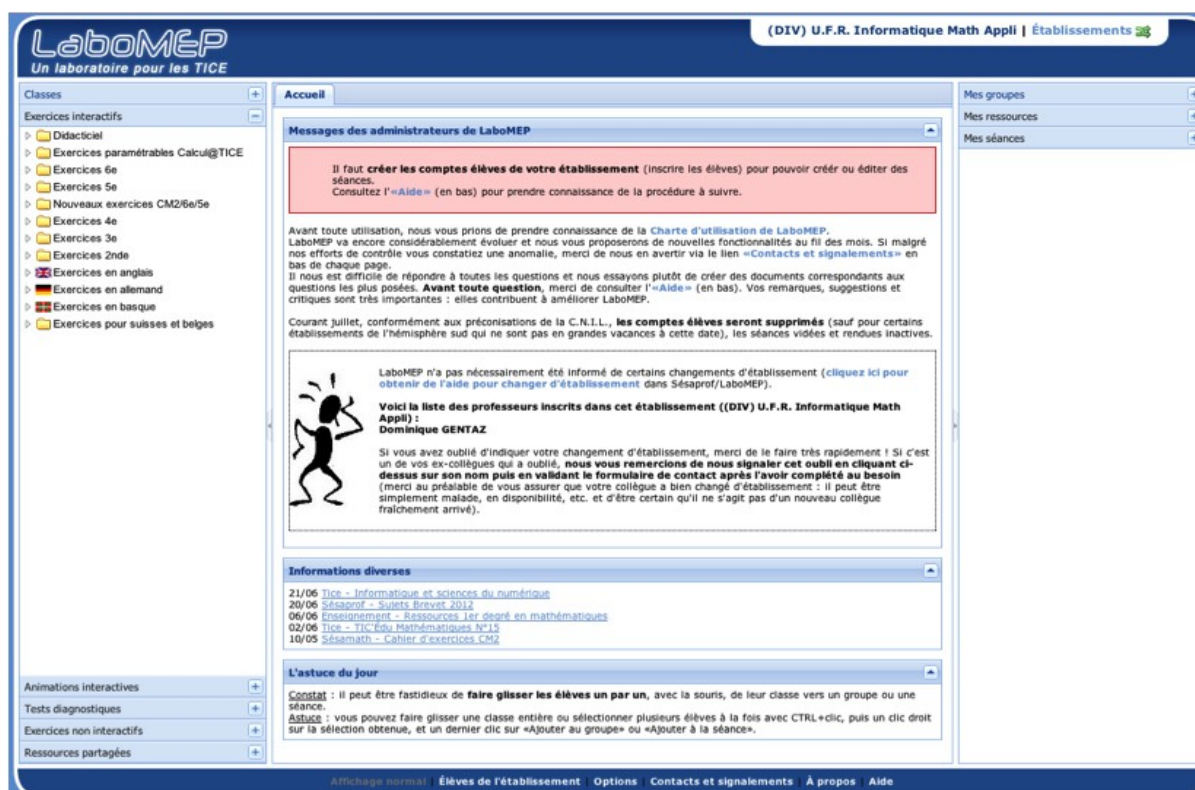 LaboMEP
Un laboratoire pour les TICE
(DIV) U.F.R. Informatique Math Appli | Établissements
Classes
Exercices interactifs
Didacticiel
Exercices paramétrables Calcul@TICE
Exercices 6e
Exercices 5e
Nouveaux exercices CM2/6e/5e
Exercices 4e
Exercices 3e
Exercices 2nde
Exercices en anglais
Exercices en allemand
Exercices en basque
Exercices pour suisses et belges
Animations interactives
Tests diagnostiques
Exercices non interactifs
Ressources partagées
Accueil
Messages des administrateurs de LaboMEP
Il faut créer les comptes élèves de votre établissement (inscrire les élèves) pour pouvoir créér ou éditer des
séances.
Consultez l'«Aide» (en bas) pour prendre connaissance de la procédure à suivre.
Avant toute utilisation, nous vous prions de prendre connaissance de la Charte d'utilisation de LaboMEP.
LaboMEP va encore considérablement évoluer et nous vous proposerons de nouvelles fonctionnalités au fil des mois. Si malgré
nos efforts de contrôle vous constatiez une anomalie, merci de nous en avertir via le lien «Contacts et signalements» en
bas de chaque page.
Il nous est difficile de répondre à toutes les questions et nous essayons plutôt de créer des documents correspondants aux
questions les plus posées. Avant toute question, merci de consulter l'«Aide» (en bas). Vos remarques, suggestions et
critiques sont très importantes : elles contribuent à améliorer LaboMEP.
Courant juillet, conformément aux préconisations de la C.N.I.L., les comptes élèves seront supprimés (sauf pour certains
établissements de l'hémisphère sud qui ne sont pas en grandes vacances à cette date), les séances vidées et rendues inactives.
LaboMEP n'a pas nécessairement été informé de certains changements d'établissement (cliquez ici pour
obtenir de l'aide pour changer d'établissement dans Sésaprof/LaboMEP).
Voici la liste des professeurs inscrits dans cet établissement ((DIV) U.F.R. Informatique Math
Appli) :
Dominique GENTAZ
Si vous avez oublié d'indiquer votre changement d'établissement, merci de le faire très rapidement ! Si c'est
un de vos ex-collègues qui a oublié, nous vous remercions de nous signaler cet oubli en cliquant ci-
dessus sur son nom puis en validant le formulaire de contact après l'avoir complété au besoin
(merci au préalable de vous assurer que votre collègue a bien changé d'établissement : il peut être
simplement malade, en disponibilité, etc. et d'être certain qu'il ne s'agit pas d'un nouveau collègue
fraîchement arrivé).
Informations diverses
21/06 Tice - Informatique et sciences du numérique
20/06 Sésaprof - Sujets Brevet 2012
06/06 Enseignement - Ressources 1er degré en mathématiques
02/06 Tice - TIC'Édu Mathématiques N°15
10/05 Sésamath - Cahier d'exercices CM2
L'astuce du jour
Constat : il peut être fastidieux de faire glisser les élèves un par un, avec la souris, de leur classe vers un groupe ou une
séance.
Astuce : vous pouvez faire glisser une classe entière ou sélectionner plusieurs élèves à la fois avec CTRL+clic, puis un clic droit
sur la sélection obtenue, et un dernier clic sur «Ajouter au groupe» ou «Ajouter à la séance».
Mes groupes
Mes ressources
Mes séances
Affichage normal | Élèves de l'établissement | Options | Contacts et signalements | À propos | Aide